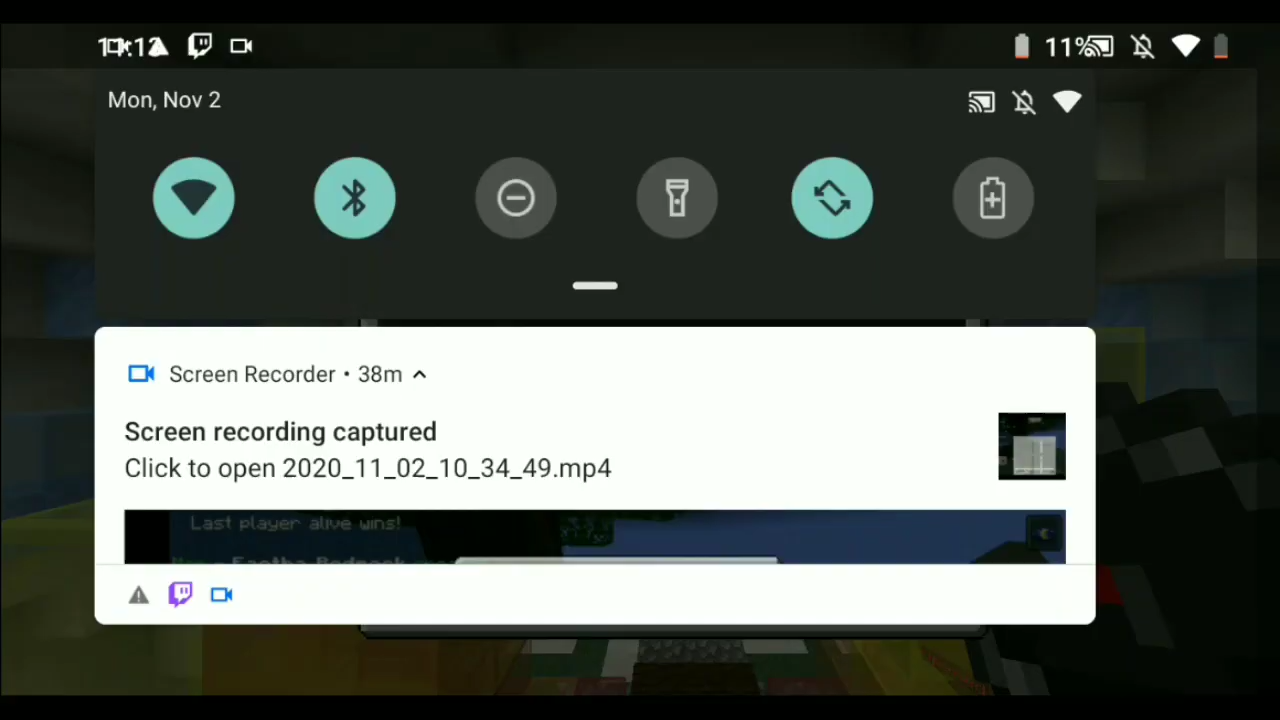 11%
Mon, Nov 2
Screen Recorder • 38m
Screen recording captured
Click to open 2020_11_02_10_34_49.mp4
Last player alive wins!